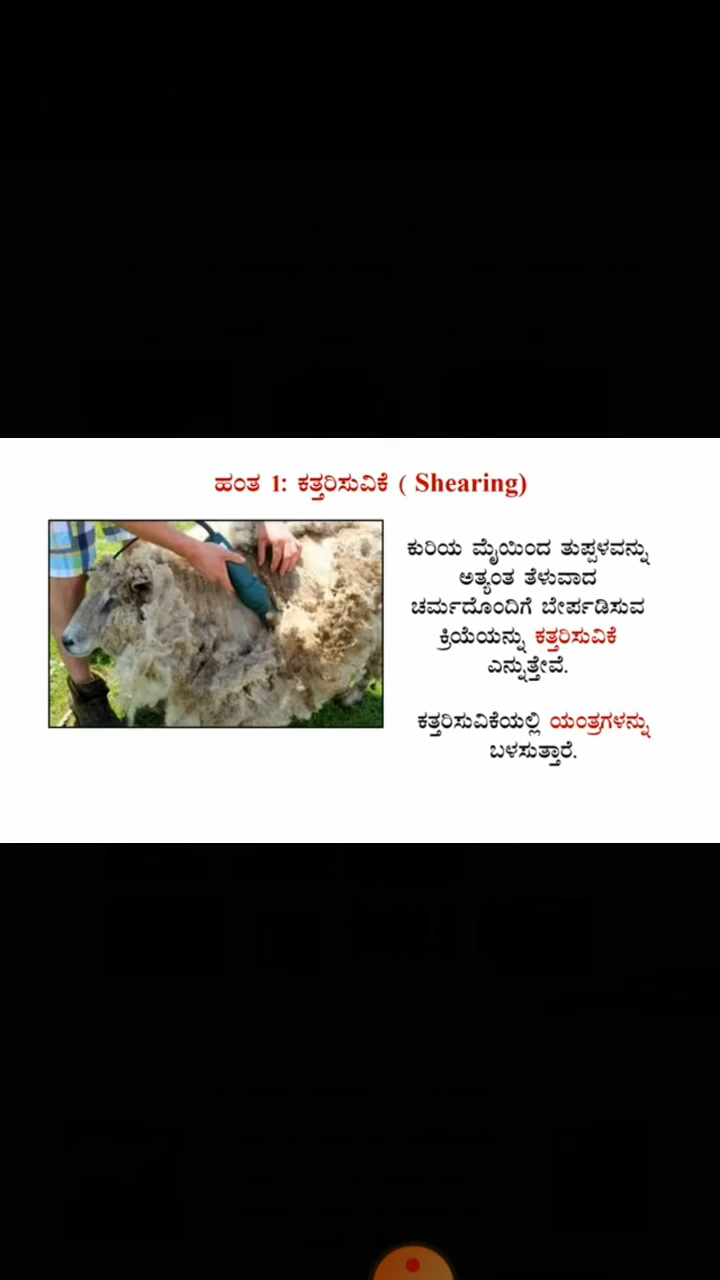 ಹಂತ 1: ಕತ್ತರಿಸುವಿಕೆ ( Shearing)
ಕುರಿಯ ಮೈಯಿಂದ ತುಪ್ಪಳವನ್ನು
ಅತ್ಯಂತ ತೆಳುವಾದ
ಚರ್ಮದೊಂದಿಗೆ ಬೇರ್ಪಡಿಸುವ
ಕ್ರಿಯೆಯನ್ನು ಕತ್ತರಿಸುವಿಕೆ
ಎನ್ನುತ್ತೇವೆ.
ಕತ್ತರಿಸುವಿಕೆಯಲ್ಲಿ ಯಂತ್ರಗಳನ್ನು
ಬಳಸುತ್ತಾರೆ.